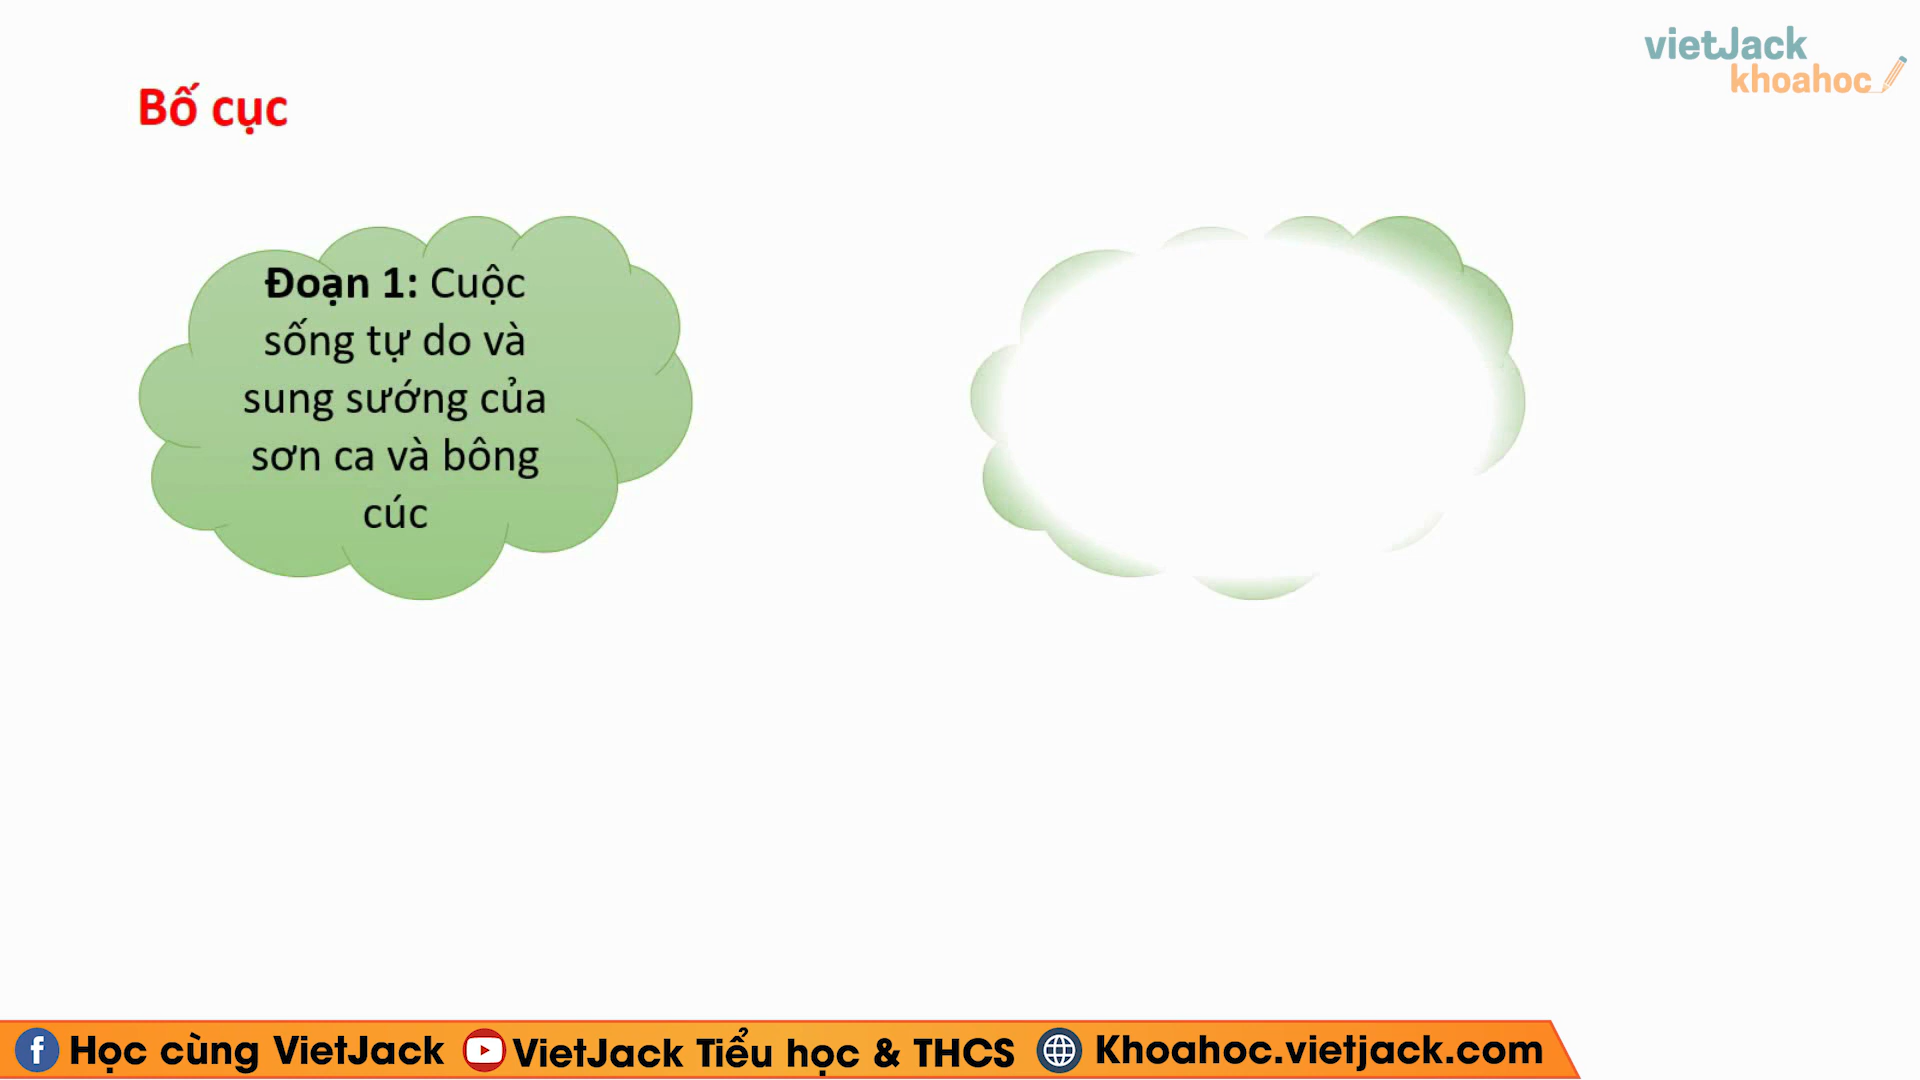 vietJack
khoahoc
Bố cục
Đoạn 1: Cuộc
sống tự do và
sung sướng của
sơn ca và bông
cúc
Học cùng VietJack VietJack Tiểu học & THCS Khoahoc.vietjack.com